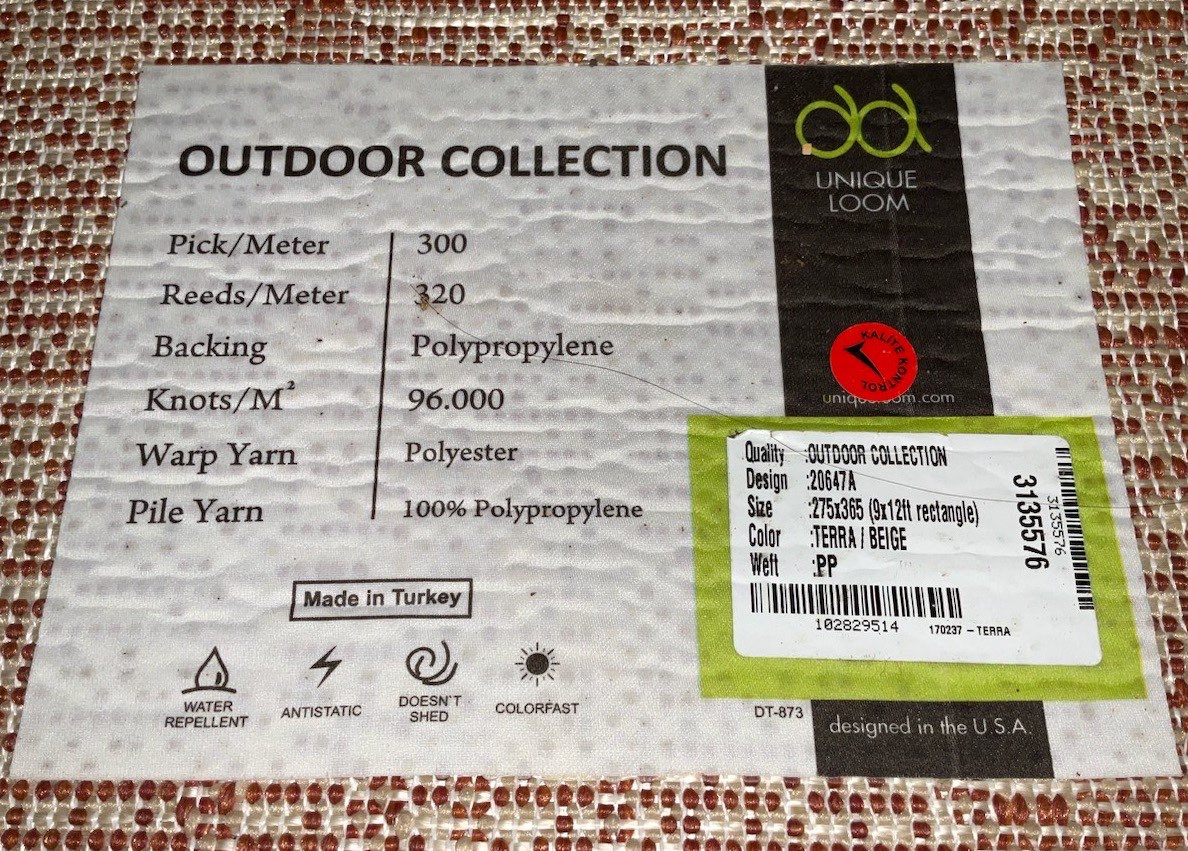 OUTDOOR COLLECTION
Pick/Meter 300
Reeds/Meter 320
Backing Polypropylene
Knots/M² 96.000
Warp Yarn Polyester
Pile Yarn 100% Polypropylene
Made in Turkey
WATER
REPELLENT
ANTISTATIC
DOESN'T
SHED
COLORFAST
UNIQUE
LOOM
KALİTE KONTROL
.com
Quality :OUTDOOR COLLECTION
Design :20647A
Size :275x365 (9x12ft rectangle)
Color :TERRA / BEIGE
Weft :PP
102829514 170237-TERRA
3135576
3135576
DT-873
designed in the U.S.A.